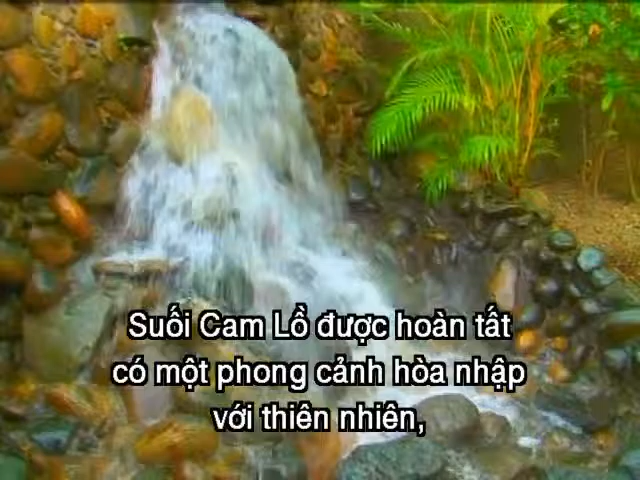 Suối Cam Lồ được hoàn tất
có một phong cảnh hòa nhập
với thiên nhiên,